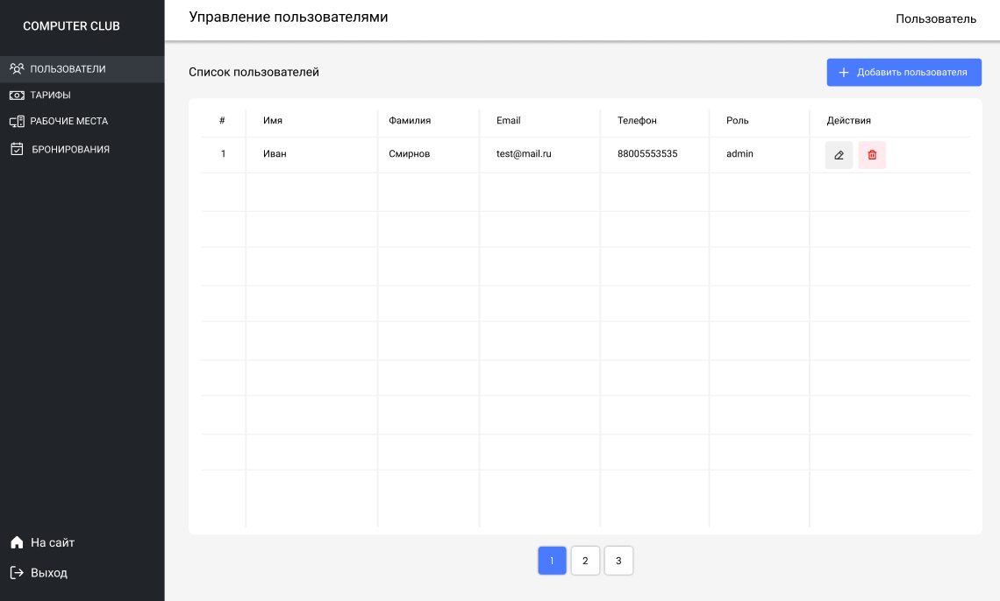 COMPUTER CLUB
ПОЛЬЗОВАТЕЛИ
ТАРИФЫ
РАБОЧИЕ МЕСТА
БРОНИРОВАНИЯ
На сайт
Выход
Управление пользователями
Пользователь
Список пользователей
Добавить пользователя
# Имя Фамилия Email Телефон Роль Действия
1 Иван Смирнов test@mail.ru 88005553535 admin
1 2 3